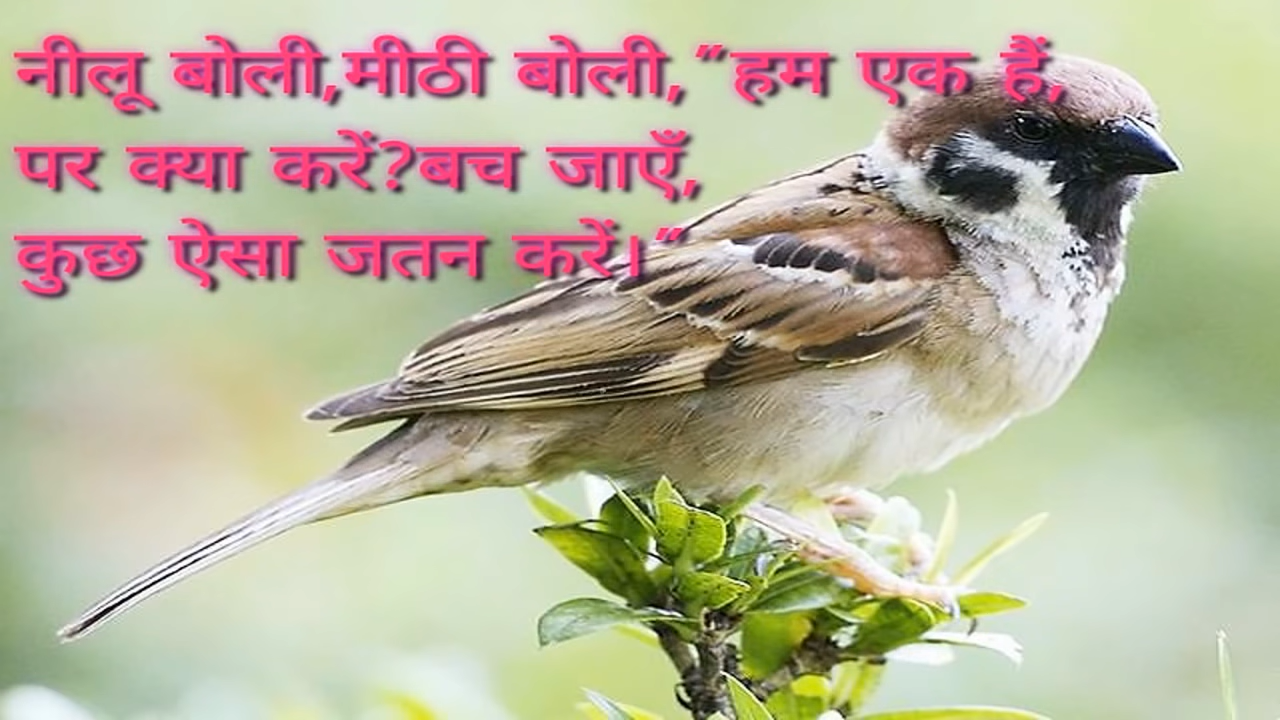 नीलू बोली,मीठी बोली,"हम एक हैं,
पर क्या करें?बच जाएँ,
कुछ ऐसा जतन करें।"